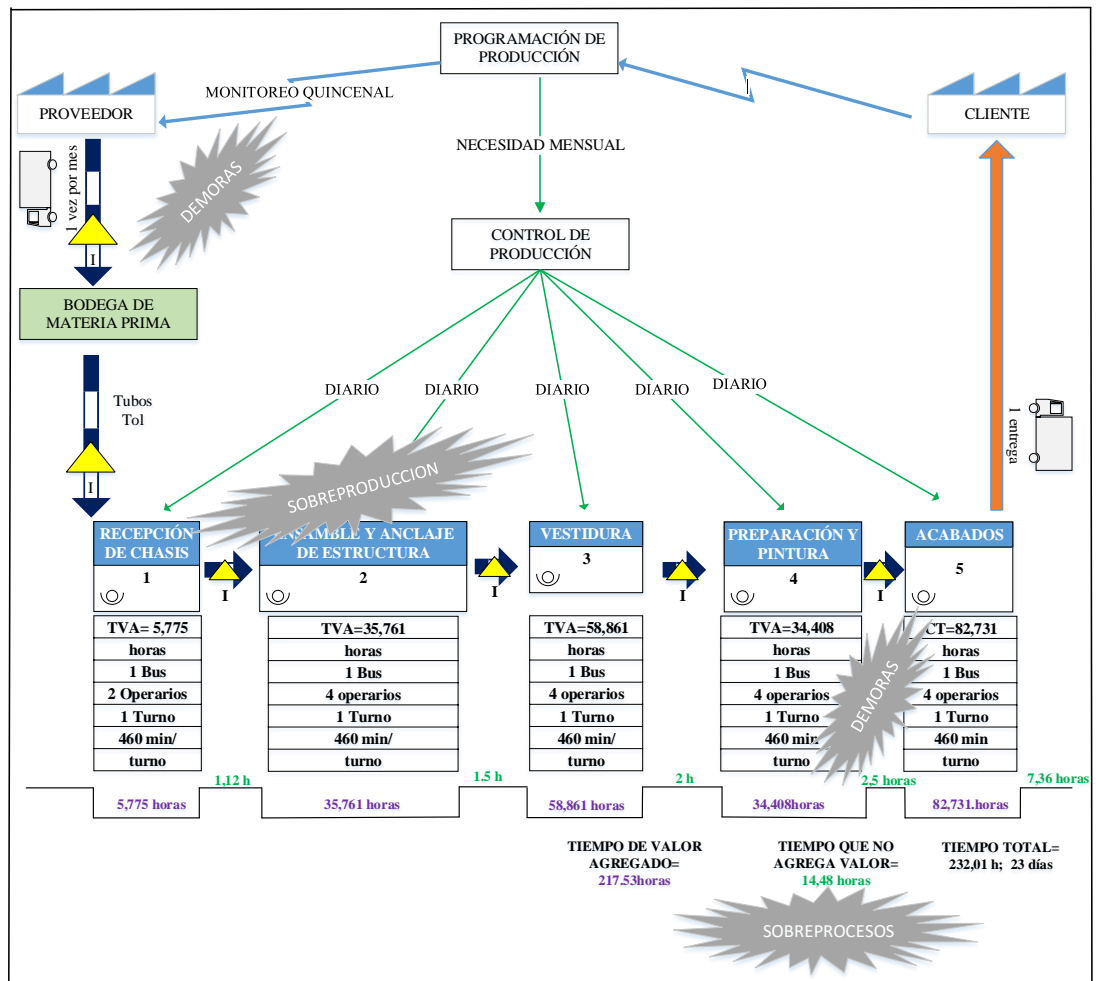 PROGRAMACIÓN DE
PRODUCCIÓN
MONITOREO QUINCENAL
PROVEEDOR
CLIENTE
I
DEMORAS
1 vez por mes
NECESIDAD MENSUAL
I
CONTROL DE
PRODUCCIÓN
BODEGA DE
MATERIA PRIMA
Tubos
Tol
I
DIARIO
DIARIO
DIARIO
DIARIO
DIARIO
1 entrega
SOBREPRODUCCION
RECEPCIÓN
DE CHASIS
1
I
ENSAMBLE Y ANCLAJE
DE ESTRUCTURA
2
I
VESTIDURA
3
I
PREPARACIÓN Y
PINTURA
4
I
ACABADOS
5
TVA= 5,775
horas
1 Bus
2 Operarios
1 Turno
460 min/
turno
TVA=35,761
horas
1 Bus
4 operarios
1 Turno
460 min/
turno
TVA=58,861
horas
1 Bus
4 operarios
1 Turno
460 min/
turno
TVA=34,408
horas
1 Bus
4 operarios
1 Turno
460 min/
turno
DEMORAS
CT=82,731
horas
1 Bus
4 operarios
1 Turno
460 min
turno
1,12 h
1.5 h
2 h
2,5 horas
7,36 horas
5,775 horas
35,761 horas
58,861 horas
34,408horas
82,731.horas
TIEMPO DE VALOR
AGREGADO=
217.53horas
TIEMPO QUE NO
AGREGA VALOR=
14,48 horas
TIEMPO TOTAL=
232,01 h; 23 días
SOBREPROCESOS